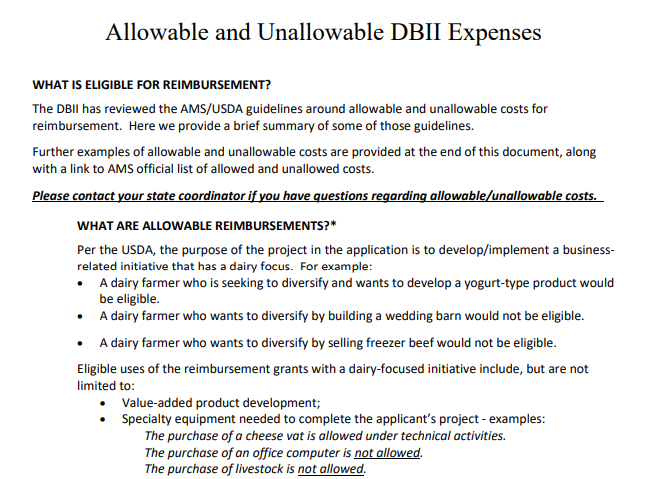 Allowable and Unallowable DBII Expenses
WHAT IS ELIGIBLE FOR REIMBURSEMENT?
The DBII has reviewed the AMS/USDA guidelines around allowable and unallowable costs for
reimbursement.  Here we provide a brief summary of some of those guidelines.
Further examples of allowable and unallowable costs are provided at the end of this document, along
with a link to AMS official list of allowed and unallowed costs.
Please contact your state coordinator if you have questions regarding allowable/unallowable costs.
WHAT ARE ALLOWABLE REIMBURSEMENTS?*
Per the USDA, the purpose of the project in the application is to develop/implement a business-
related initiative that has a dairy focus.  For example:
• A dairy farmer who is seeking to diversify and wants to develop a yogurt-type product would
be eligible.
• A dairy farmer who wants to diversify by building a wedding barn would not be eligible.
• A dairy farmer who wants to diversify by selling freezer beef would not be eligible.
Eligible uses of the reimbursement grants with a dairy-focused initiative include, but are not
limited to:
• Value-added product development;
• Specialty equipment needed to complete the applicant's project - examples:
The purchase of a cheese vat is allowed under technical activities.
The purchase of an office computer is not allowed.
The purchase of livestock is not allowed.